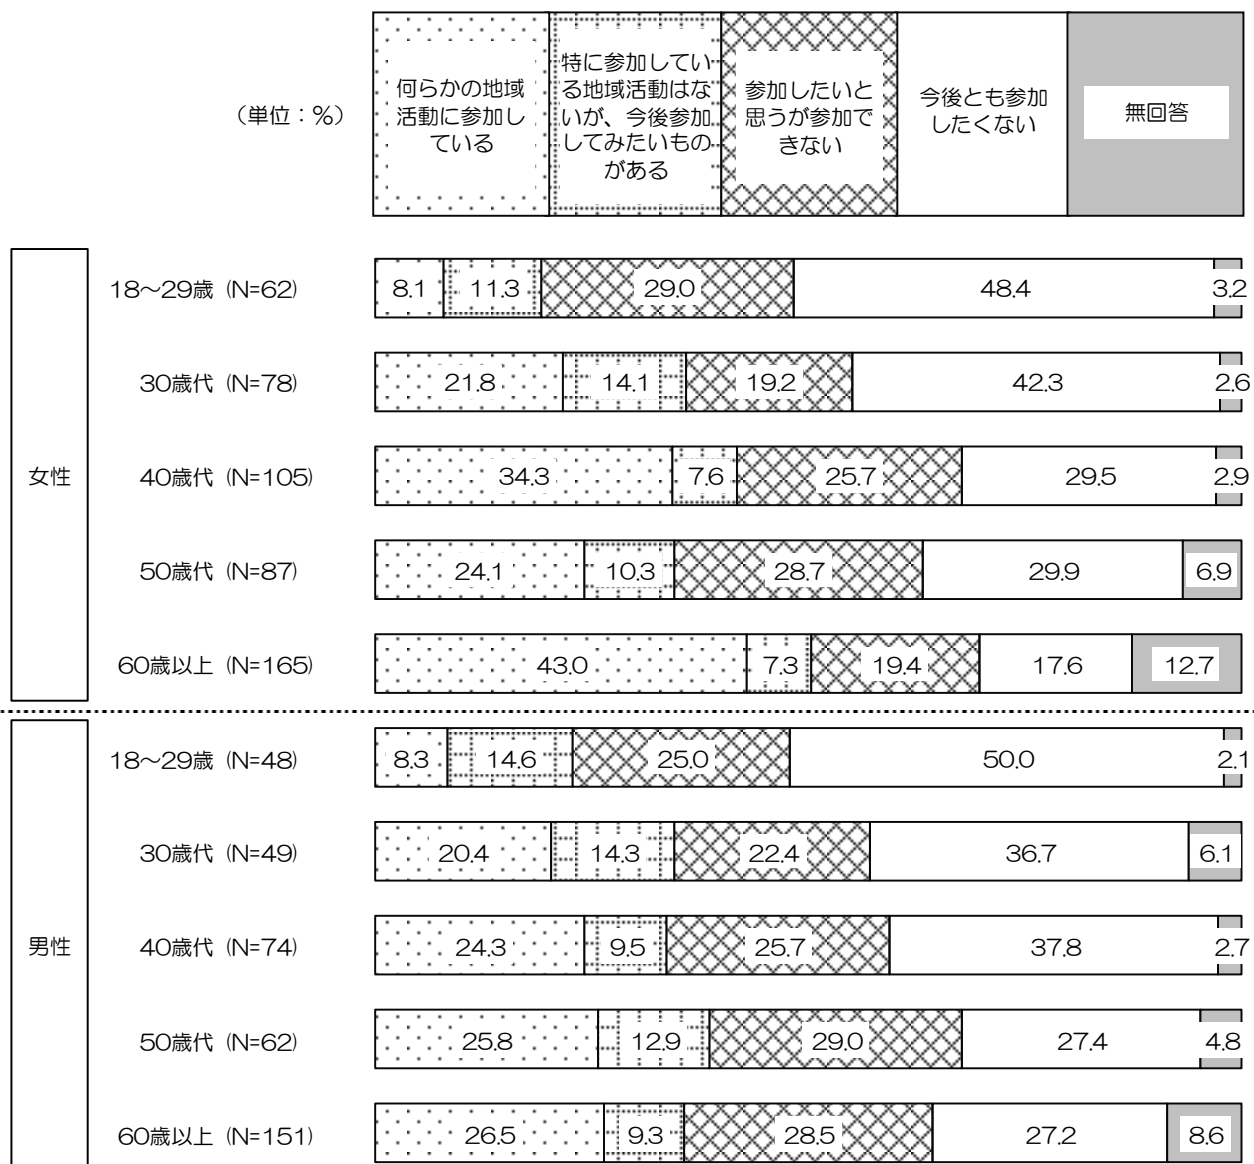 （単位：％）
何らかの地域
活動に参加し
ている
特に参加してい
る地域活動はな
いが、今後参加
してみたいもの
がある
参加したいと
思うが参加で
きない
今後とも参加
したくない
無回答
女性
18～29歳 (N=62)
8.1 11.3 29.0 48.4 3.2
30歳代 (N=78)
21.8 14.1 19.2 42.3 2.6
40歳代 (N=105)
34.3 7.6 25.7 29.5 2.9
50歳代 (N=87)
24.1 10.3 28.7 29.9 6.9
60歳以上 (N=165)
43.0 7.3 19.4 17.6 12.7
男性
18～29歳 (N=48)
8.3 14.6 25.0 50.0 2.1
30歳代 (N=49)
20.4 14.3 22.4 36.7 6.1
40歳代 (N=74)
24.3 9.5 25.7 37.8 2.7
50歳代 (N=62)
25.8 12.9 29.0 27.4 4.8
60歳以上 (N=151)
26.5 9.3 28.5 27.2 8.6